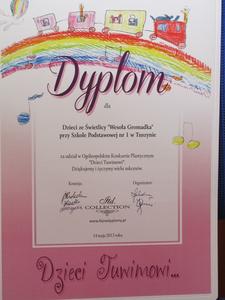 Dyplom
dla
Dzieci ze Świetlicy "Wesoła Gromadka"
przy Szkole Podstawowej nr 1 w Tuszynie
za udział w Ogólnopolskim Konkursie Plastycznym
"Dzieci Tuwimowi".
Dziękujemy i życzymy wielu sukcesów.
Komisja
Organizator
COLLECTION
14 maja 2013 roku
Dzieci Tuwimowi...